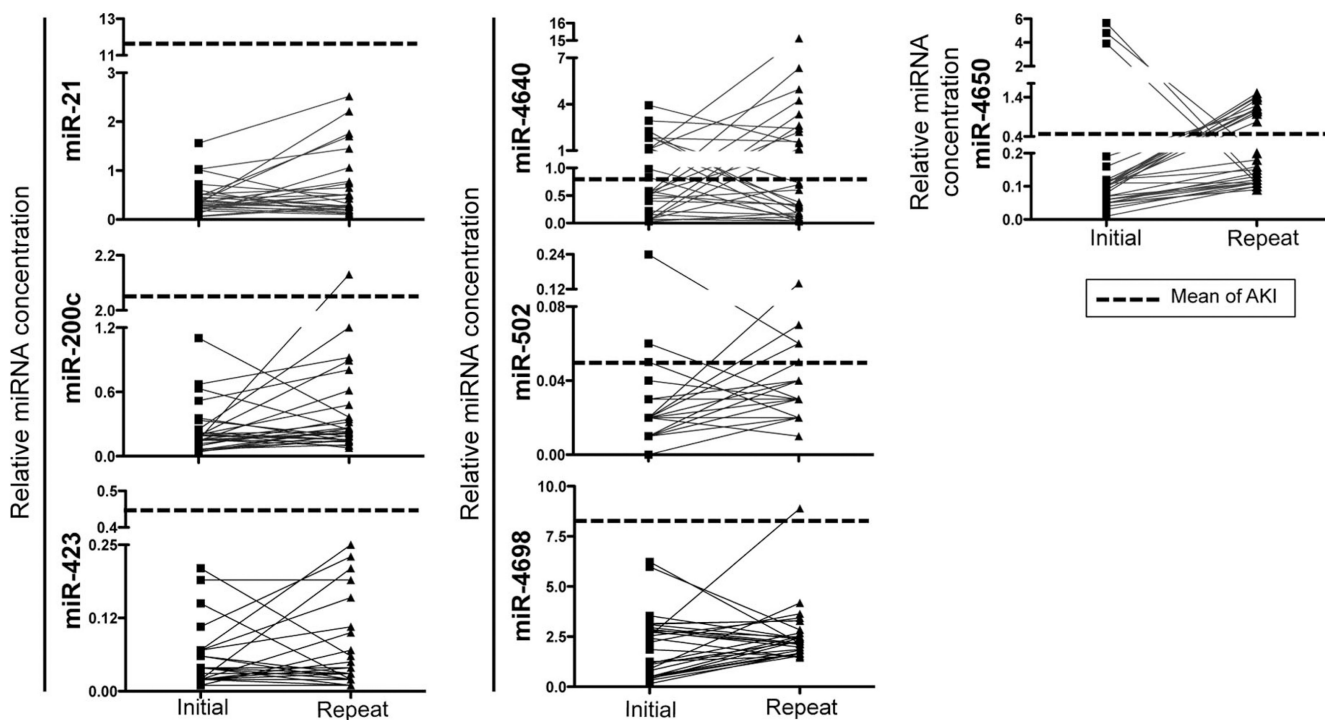 Relative miRNA concentration
miR-21
13
11
3
2
1
0
miR-200c
2.2
2.0
1.2
0.6
0.0
miR-423
0.5
0.4
0.25
0.12
0.00
Initial
Repeat
Relative miRNA concentration
miR-4640
16
15
7
4
1
1.0
0.5
0.0
miR-502
0.24
0.12
0.08
0.04
0.00
miR-4698
10.0
7.5
5.0
2.5
0.0
Initial
Repeat
Relative miRNA
concentration
miR-4650
6
4
2
1.4
0.4
0.2
0.1
0.0
Initial
Repeat
Mean of AKI